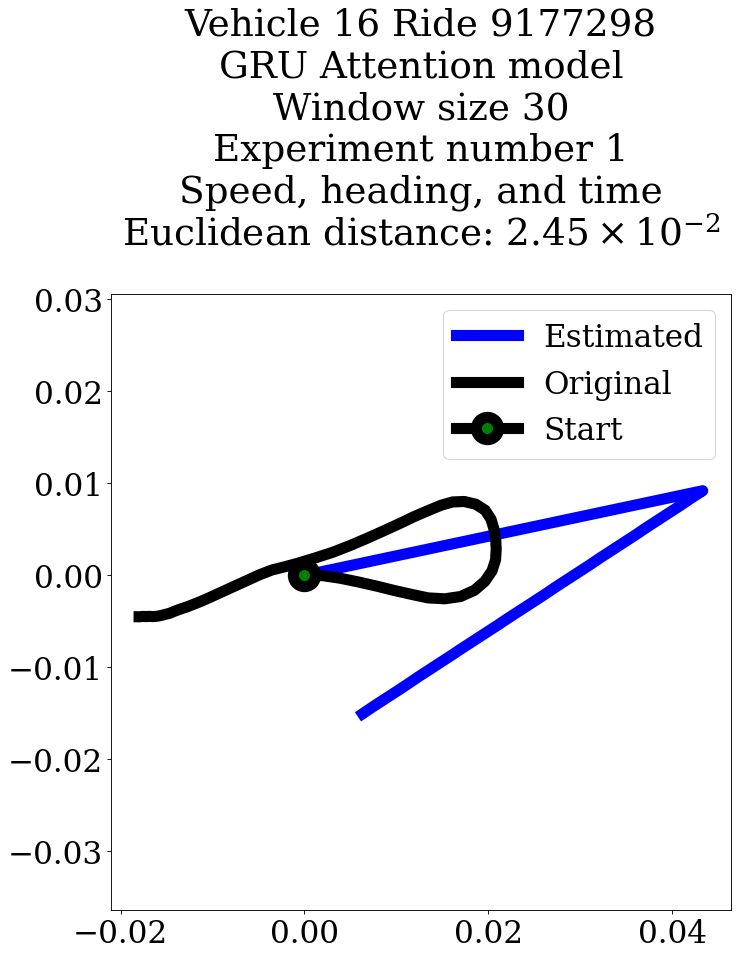 Vehicle 16 Ride 9177298
GRU Attention model
Window size 30
Experiment number 1
Speed, heading, and time
Euclidean distance: 2.45 × 10⁻²
Estimated
Original
Start
0.03
0.02
0.01
0.00
−0.01
−0.02
−0.03
−0.02 0.00 0.02 0.04